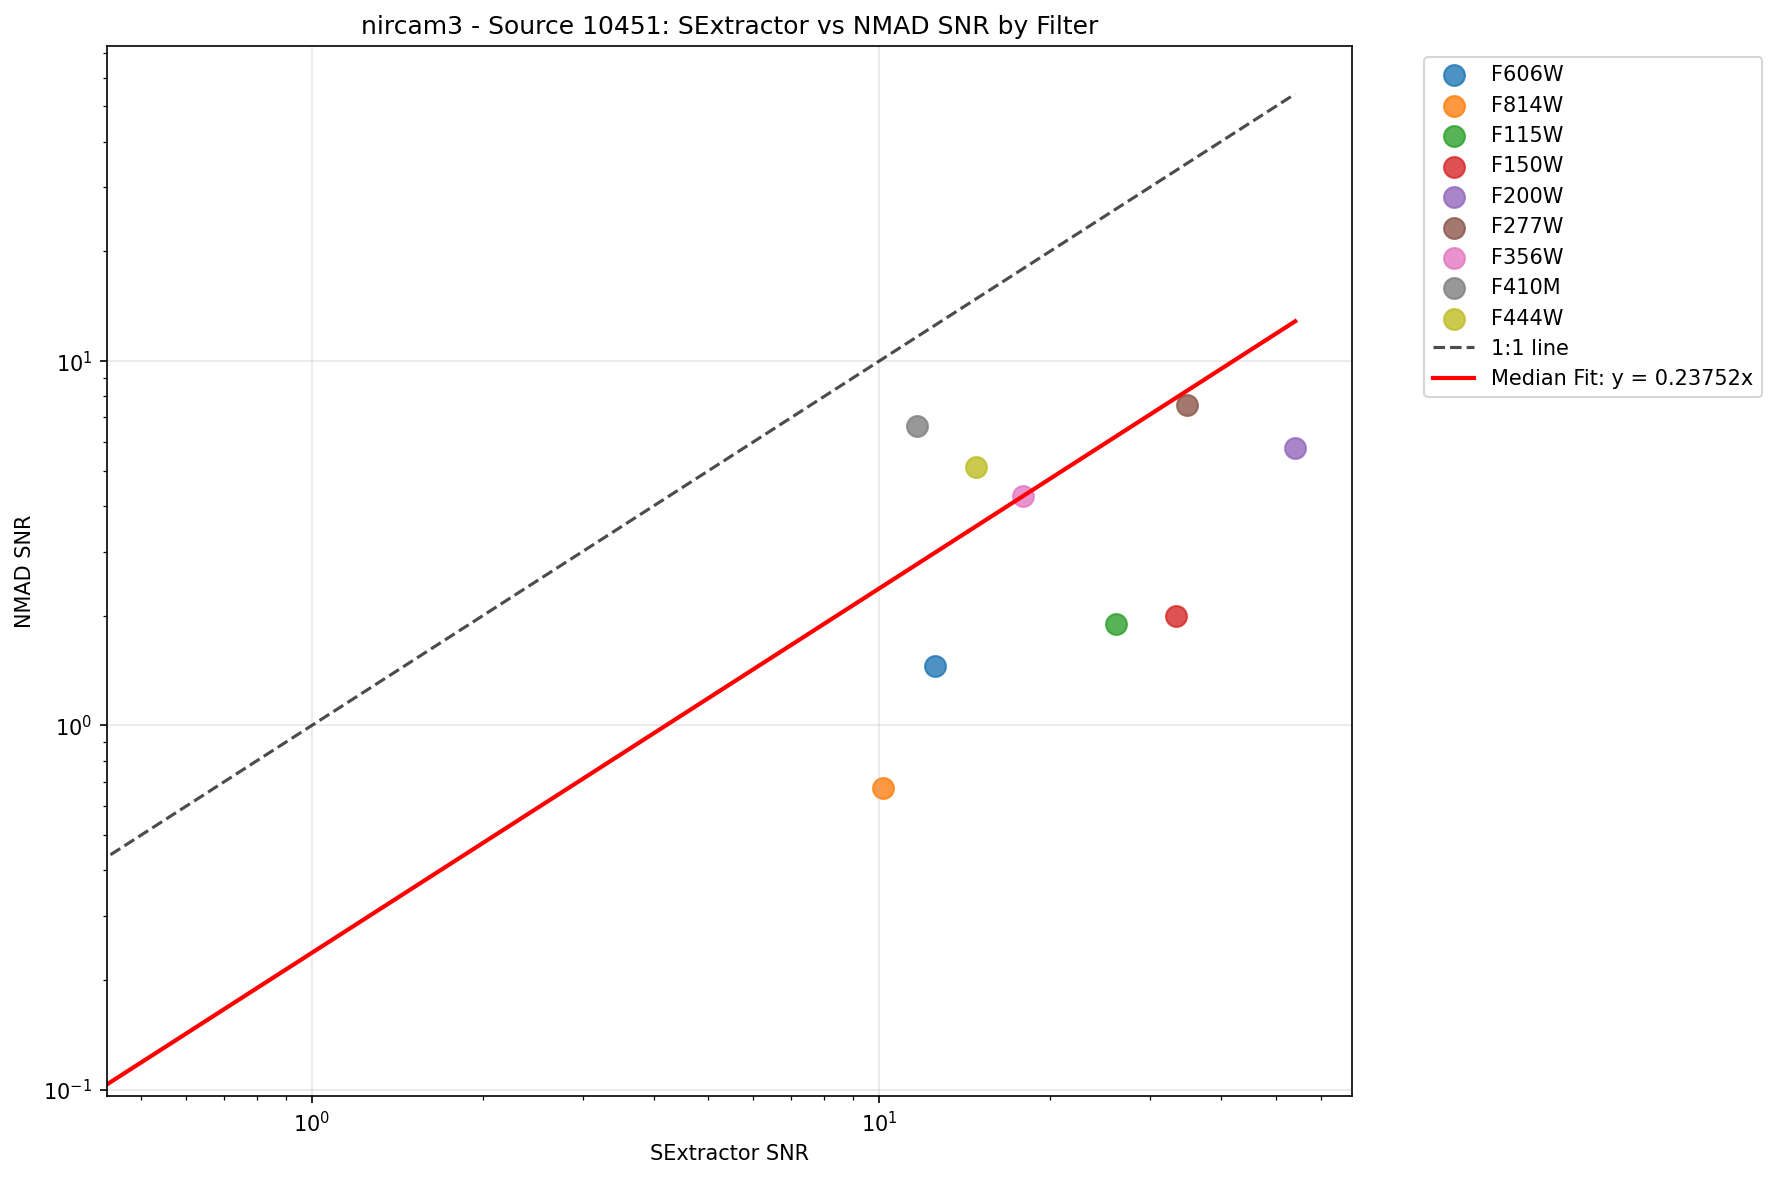 nircam3 - Source 10451: SExtractor vs NMAD SNR by Filter
F606W
F814W
F115W
F150W
F200W
F277W
F356W
F410M
F444W
1:1 line
Median Fit: y = 0.23752x
NMAD SNR
10¹
10⁰
10⁻¹
10⁰
10¹
SExtractor SNR